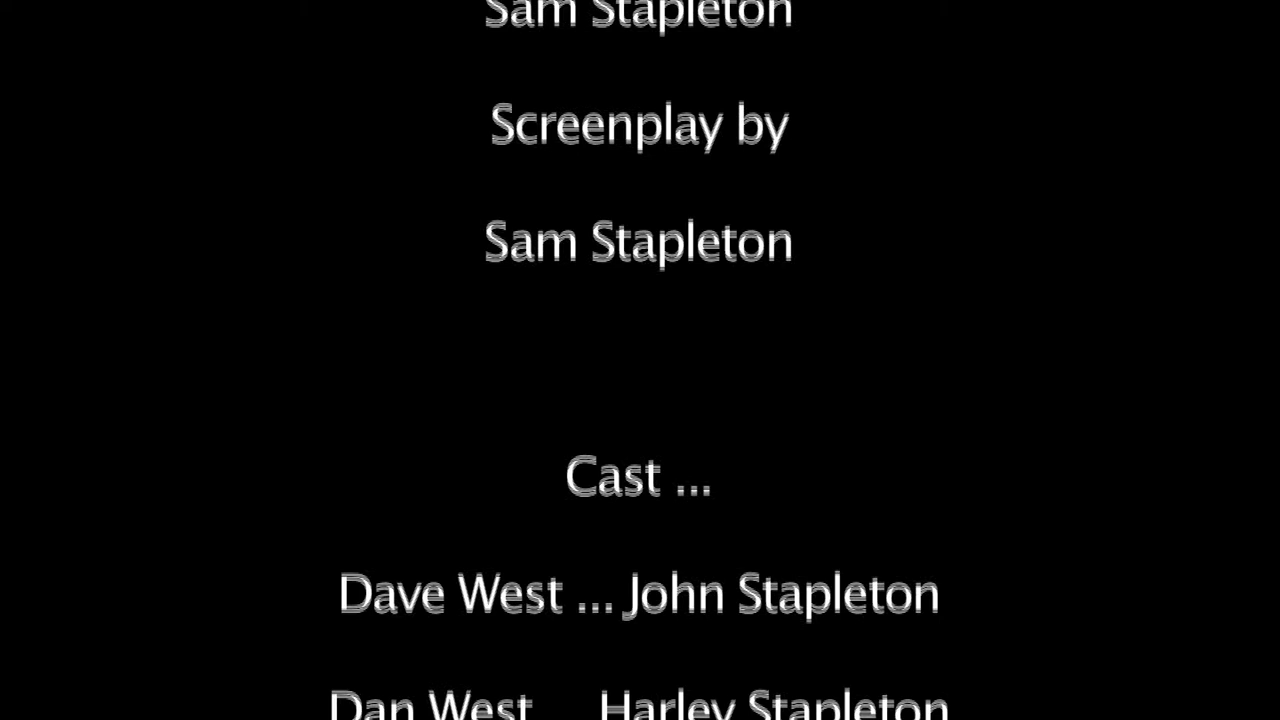 Sam Stapleton
Screenplay by
Sam Stapleton
Cast ...
Dave West ... John Stapleton
Dan West ... Harley Stapleton